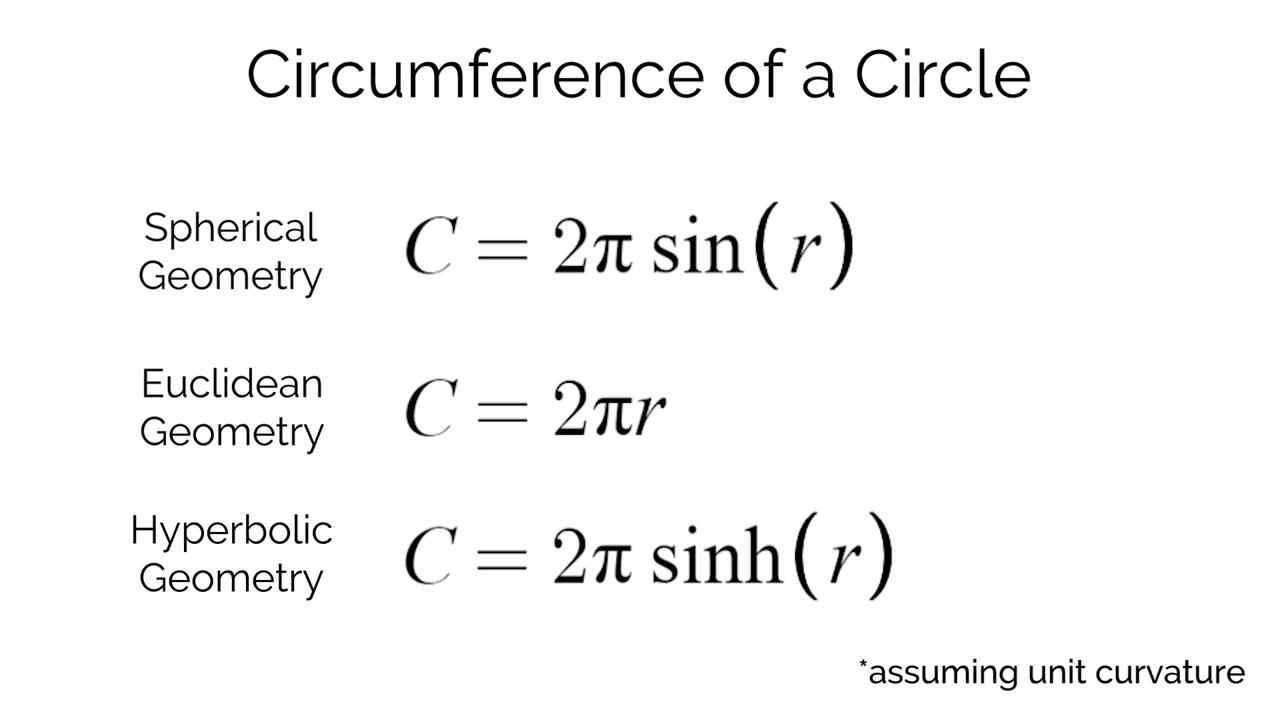 Circumference of a Circle
Spherical
Geometry
C = 2π sin(r)
Euclidean
Geometry
C = 2πr
Hyperbolic
Geometry
C = 2π sinh(r)
*assuming unit curvature